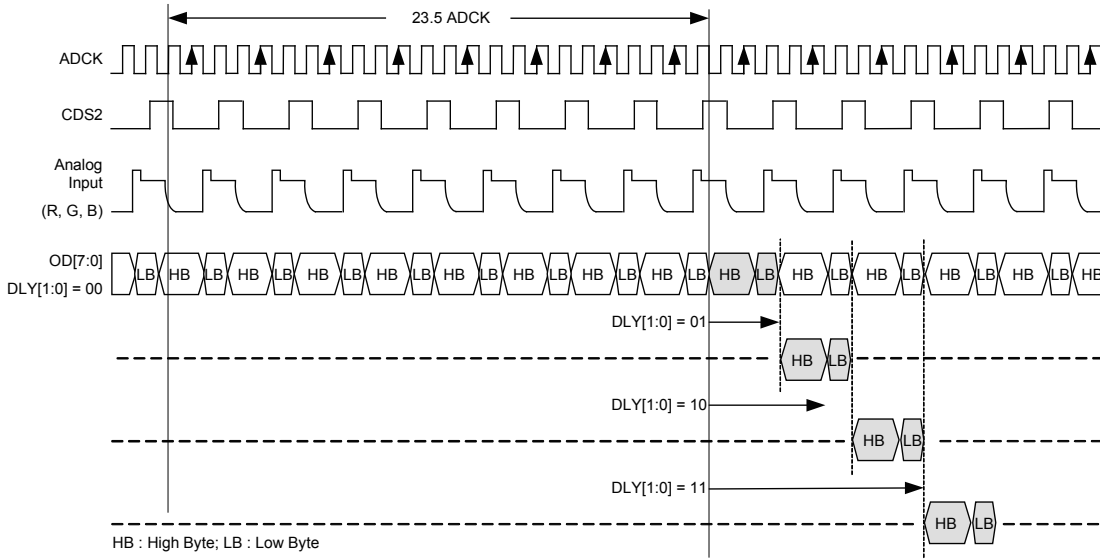 23.5 ADCK
ADCK
CDS2
Analog
Input
(R, G, B)
OD[7:0]
DLY[1:0] = 00
LB HB LB HB LB HB LB HB LB HB LB HB LB HB LB HB LB HB LB HB LB HB LB HB LB HB LB HB
DLY[1:0] = 01
HB LB
DLY[1:0] = 10
HB LB
DLY[1:0] = 11
HB LB
HB : High Byte; LB : Low Byte